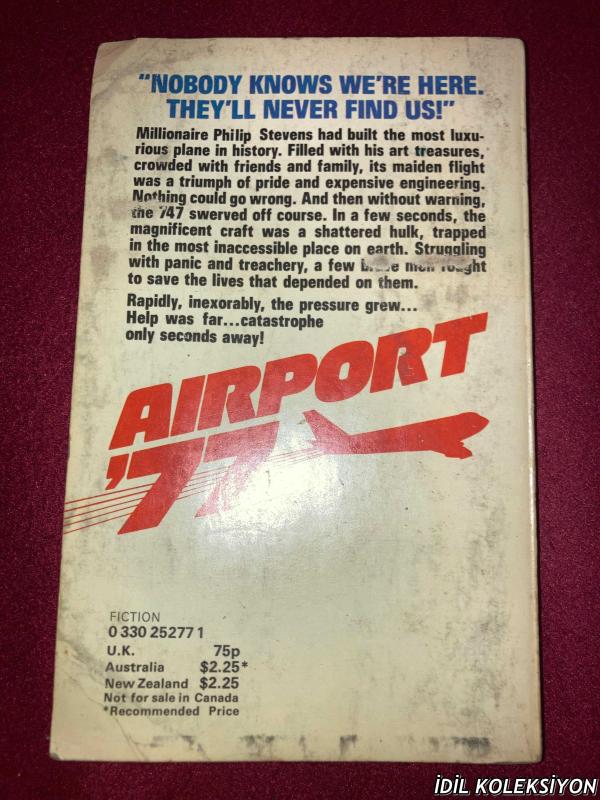 "NOBODY KNOWS WE'RE HERE.
THEY'LL NEVER FIND US!"
Millionaire Philip Stevens had built the most luxu-
rious plane in history. Filled with his art treasures,
crowded with friends and family, its maiden flight
was a triumph of pride and expensive engineering.
Nothing could go wrong. And then without warning,
the 747 swerved off course. In a few seconds, the
magnificent craft was a shattered hulk, trapped
in the most inaccessible place on earth. Struggling
with panic and treachery, a few brave men fought
to save the lives that depended on them.
Rapidly, inexorably, the pressure grew...
Help was far...catastrophe
only seconds away!
AIRPORT
'77
FICTION
0 330 25277 1
U.K. 75p
Australia $2.25*
New Zealand $2.25
Not for sale in Canada
*Recommended Price
İDİL KOLEKSİYON